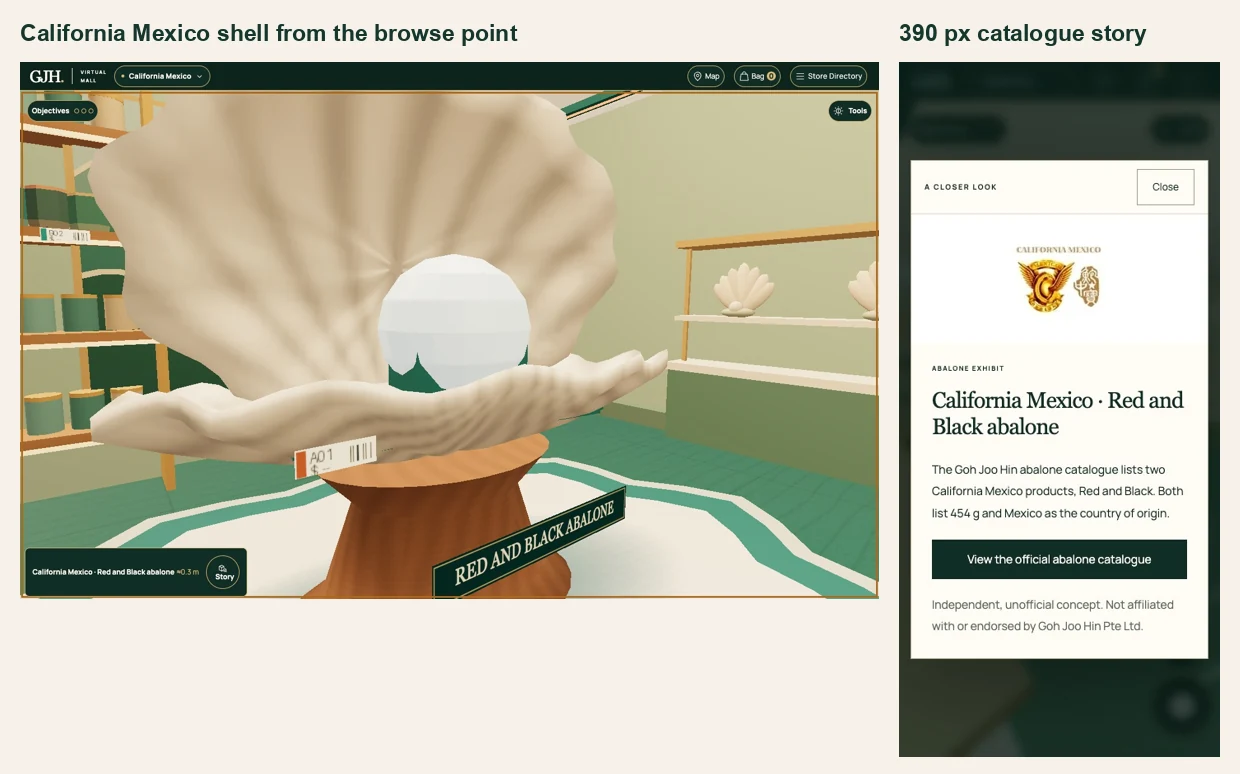 California Mexico shell from the browse point
390 px catalogue story
GJH.
VIRTUAL
MALL
California Mexico
Map
Bag 0
Store Directory
Objectives
Tools
002
A01
$
RED AND BLACK ABALONE
California Mexico · Red and Black abalone ≈0.3 m
Story
A CLOSER LOOK
Close
CALIFORNIA MEXICO
ABALONE EXHIBIT
California Mexico · Red and
Black abalone
The Goh Joo Hin abalone catalogue lists two
California Mexico products, Red and Black. Both
list 454 g and Mexico as the country of origin.
View the official abalone catalogue
Independent, unofficial concept. Not affiliated
with or endorsed by Goh Joo Hin Pte Ltd.